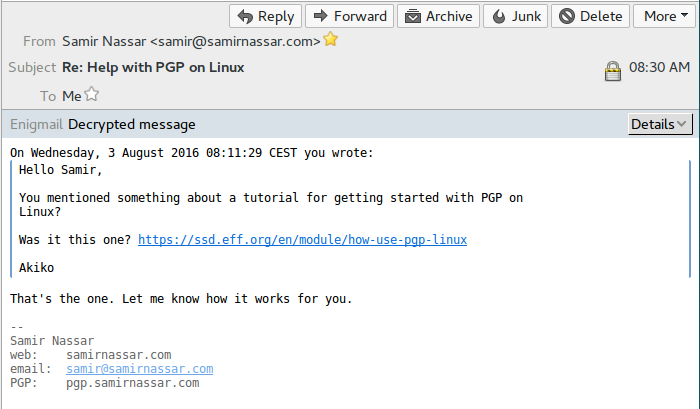 Reply Forward Archive Junk Delete More
From Samir Nassar <samir@samirnassar.com>
Subject Re: Help with PGP on Linux 08:30 AM
To Me
Enigmail Decrypted message Details
On Wednesday, 3 August 2016 08:11:29 CEST you wrote:
Hello Samir,
You mentioned something about a tutorial for getting started with PGP on
Linux?
Was it this one? https://ssd.eff.org/en/module/how-use-pgp-linux
Akiko
That's the one. Let me know how it works for you.
--
Samir Nassar
web: samirnassar.com
email: samir@samirnassar.com
PGP: pgp.samirnassar.com